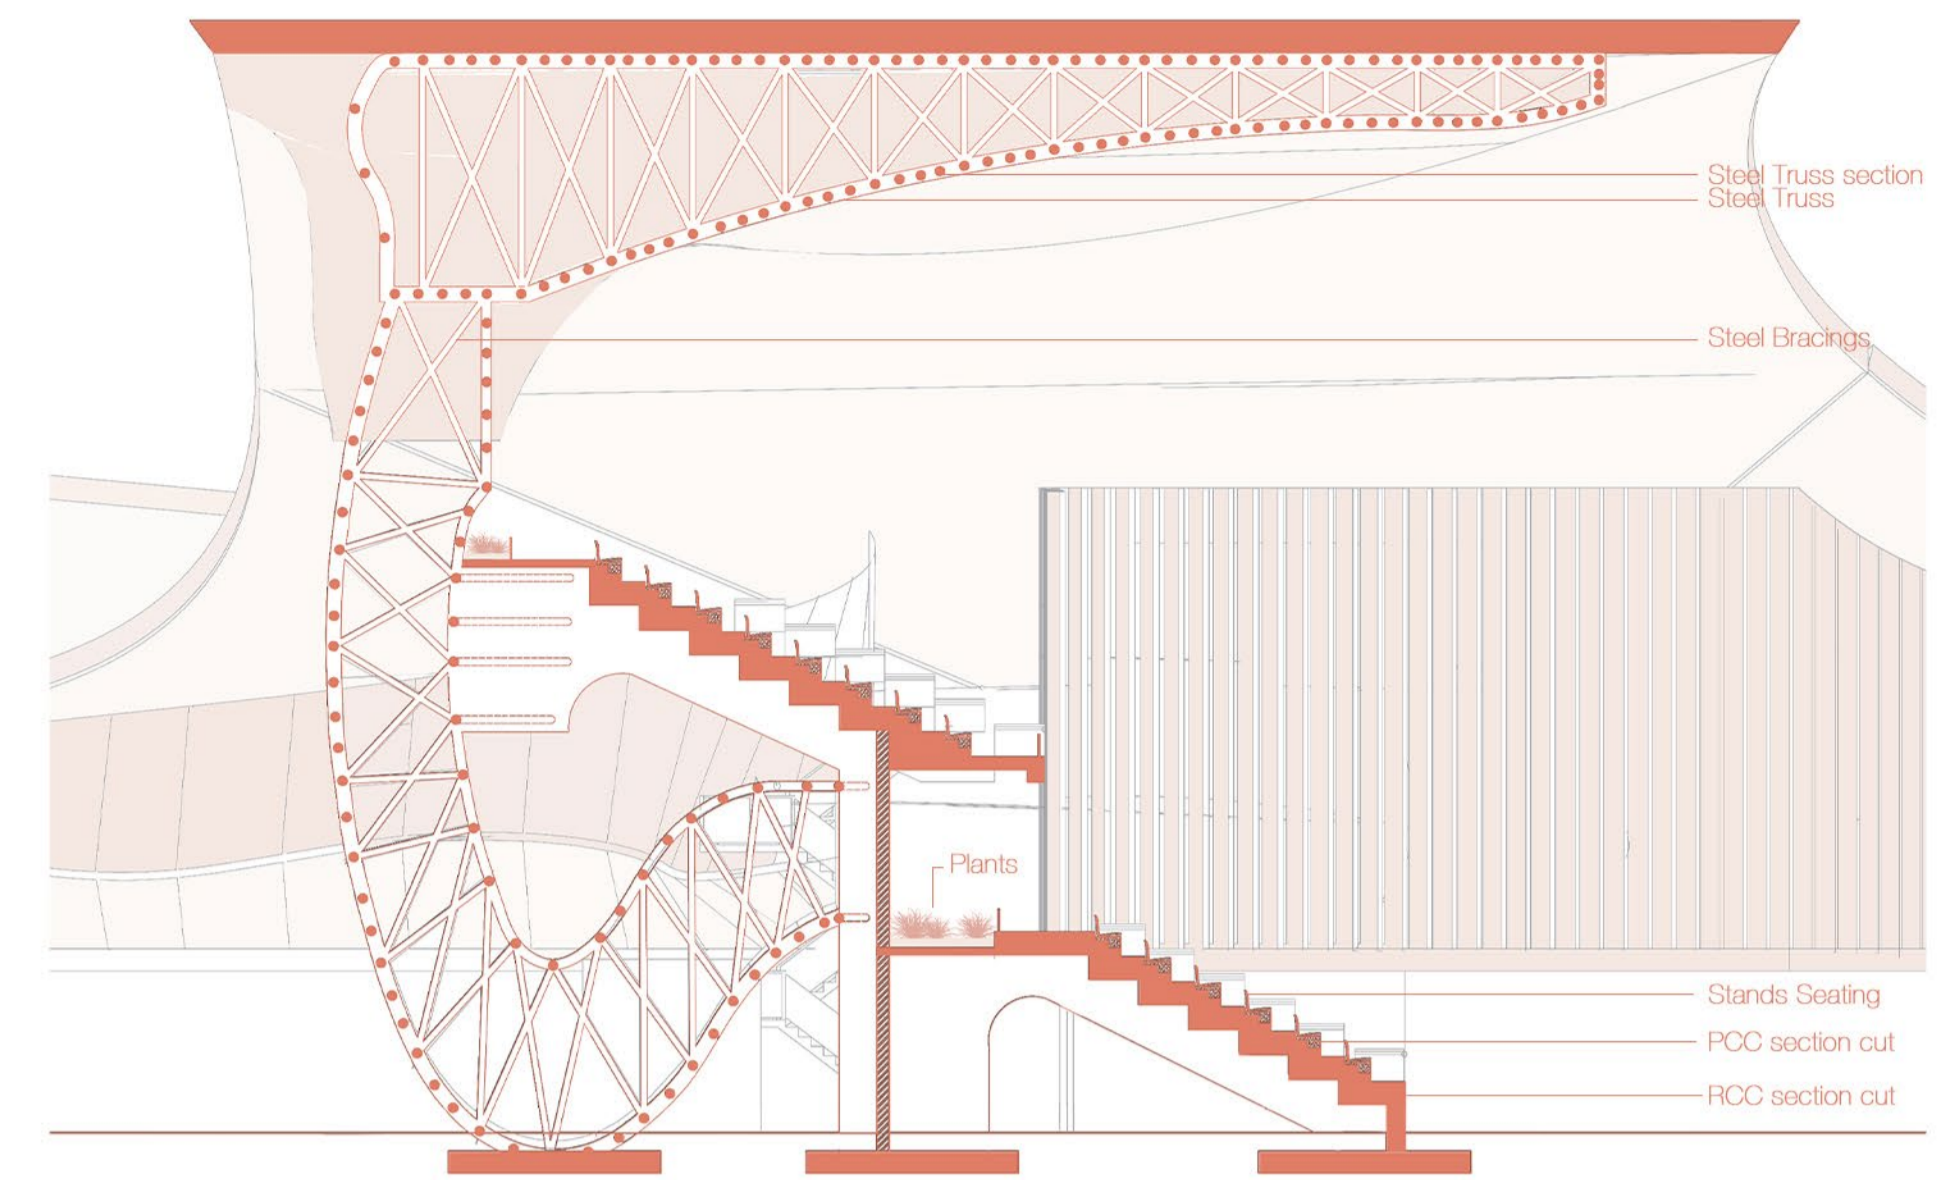 Steel Truss section
Steel Truss
Steel Bracings
Plants
Stands Seating
PCC section cut
RCC section cut